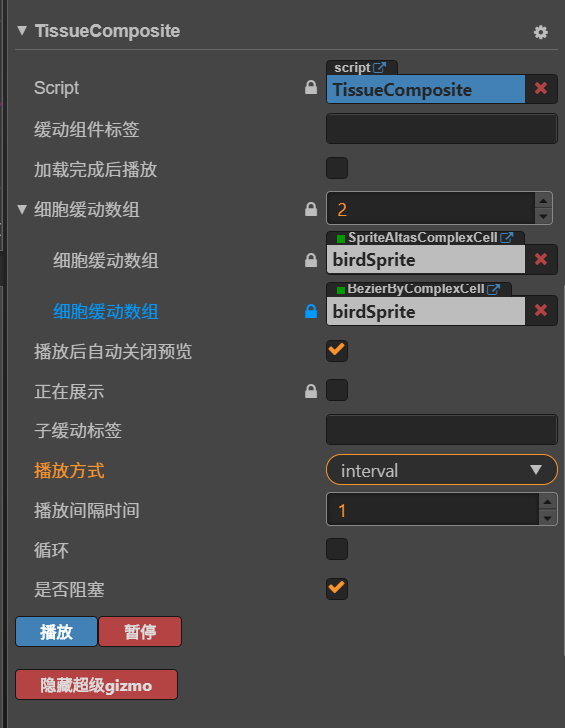 TissueComposite
script
Script
TissueComposite
缓动组件标签
加载完成后播放
细胞缓动数组
2
SpriteAltasComplexCell
细胞缓动数组
birdSprite
BezierByComplexCell
细胞缓动数组
birdSprite
播放后自动关闭预览
正在展示
子缓动标签
播放方式
interval
播放间隔时间
1
循环
是否阻塞
播放 暂停
隐藏超级gizmo